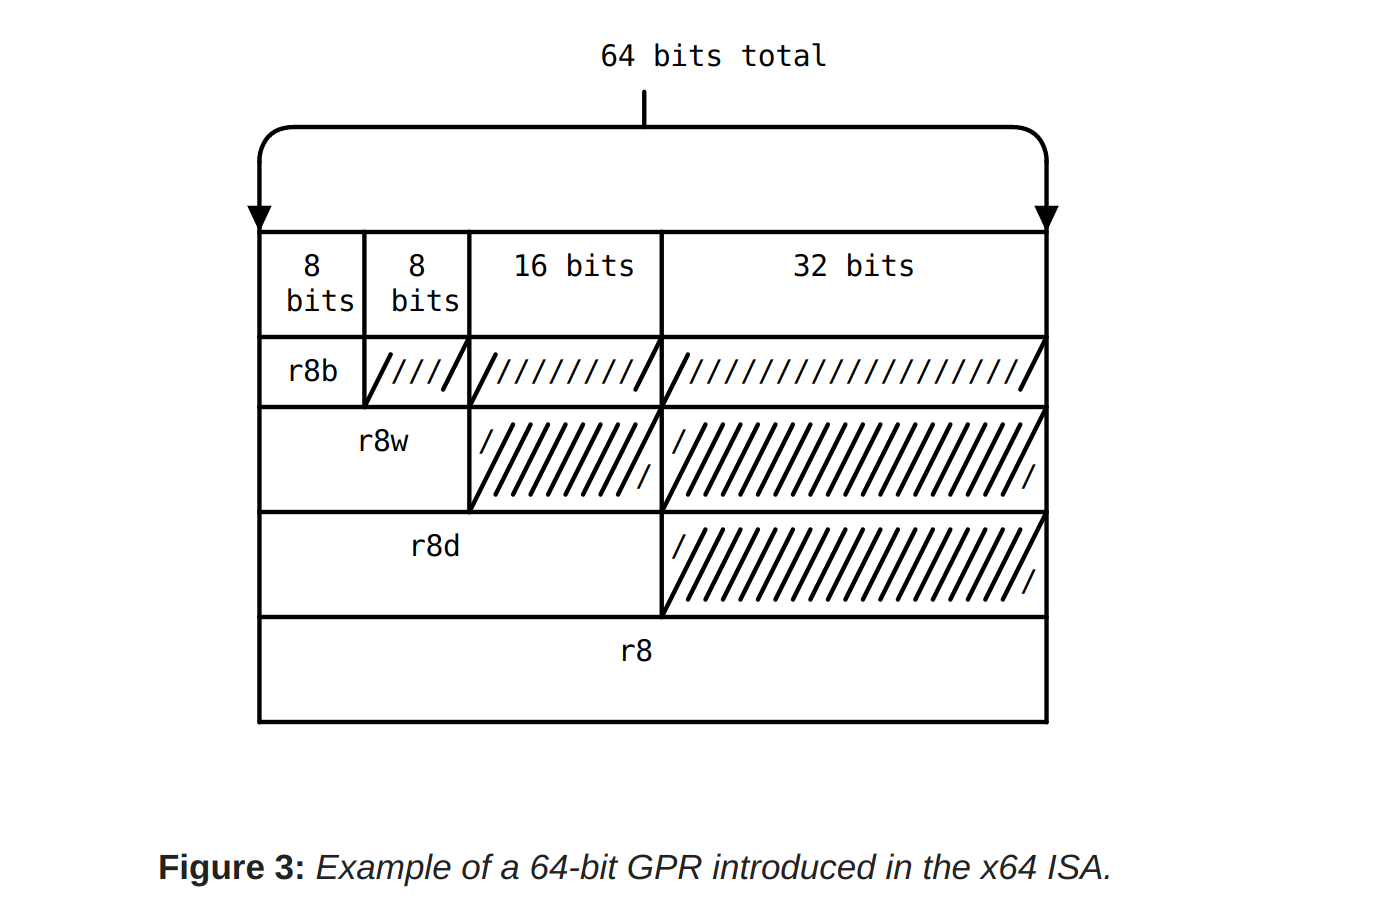 64 bits total
8 bits
8 bits
16 bits
32 bits
r8b
r8w
r8d
r8
Figure 3: Example of a 64-bit GPR introduced in the x64 ISA.